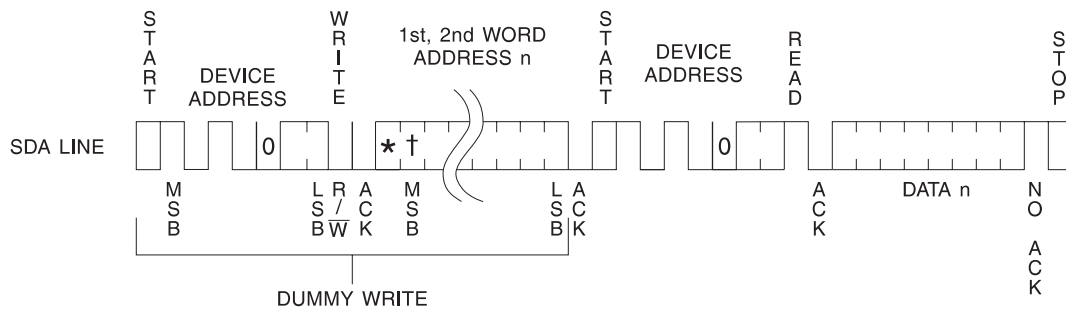 START
WRITE
1st, 2nd WORD
ADDRESS n
START
DEVICE
ADDRESS
READ
STOP
DEVICE
ADDRESS
SDA LINE
0
* †
0
MSB
LSB
R/W
ACK
MSB
LSB
ACK
ACK
DATA n
NO ACK
DUMMY WRITE